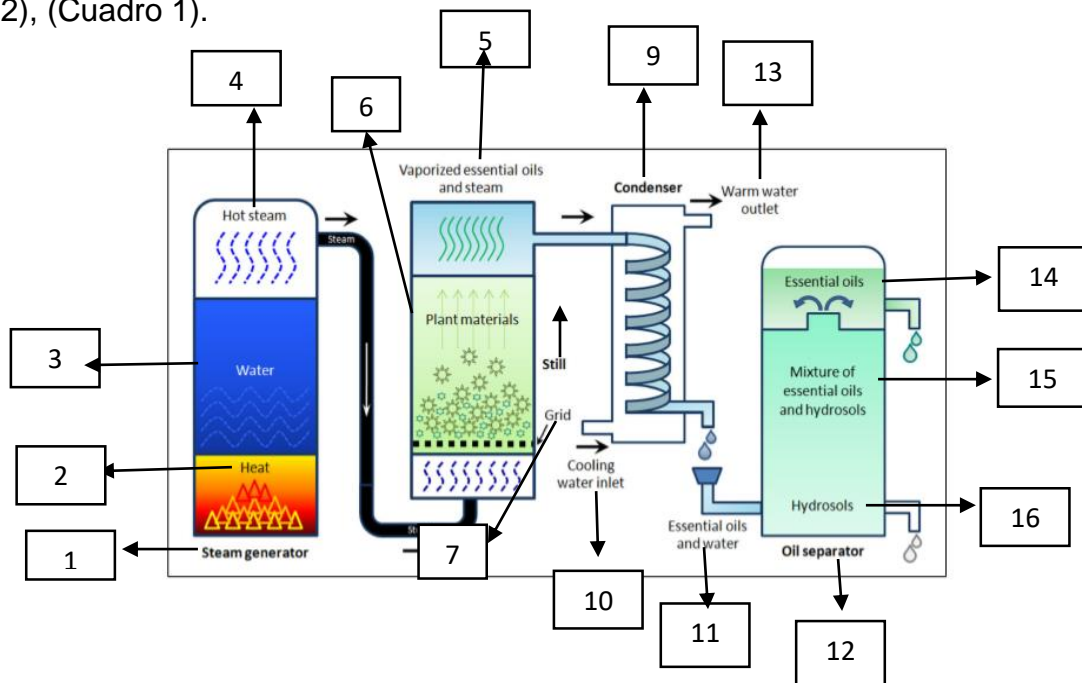 2), (Cuadro 1).
5
4
9
13
6
Vaporized essential oils
and steam
Condenser
Warm water
outlet
Hot steam
Steam
14
Essential oils
Plant materials
3
Water
Still
Mixture of
essential oils
and hydrosols
15
Grid
2
Heat
Cooling
water inlet
Hydrosols
16
Essential oils
and water
1
Steam generator
St
7
Oil separator
10
11
12